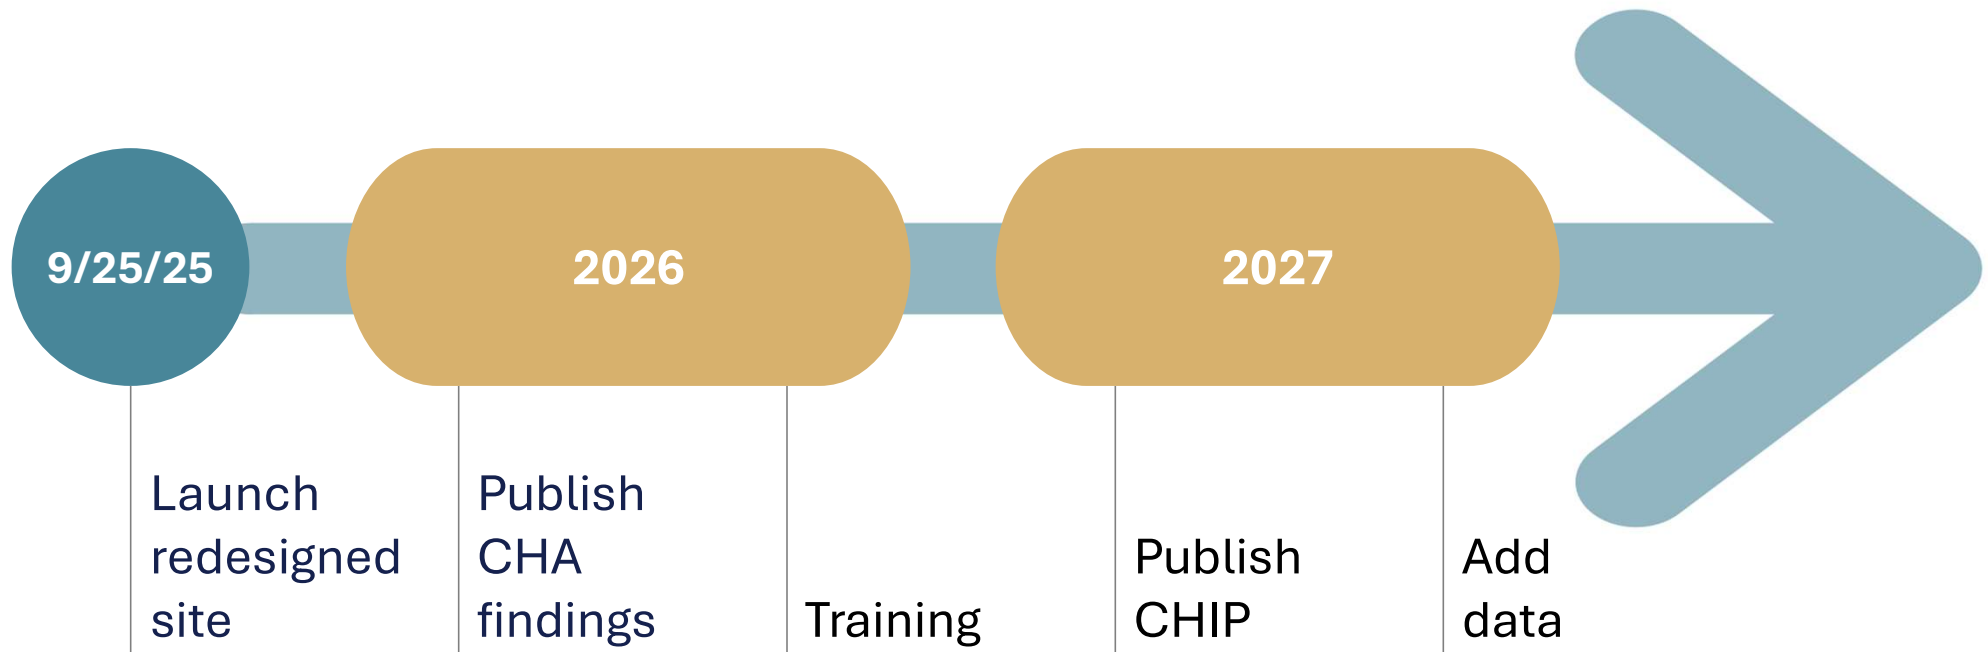 9/25/25
2026
2027
Launch
redesigned
site
Publish
CHA
findings
Training
Publish
CHIP
Add
data